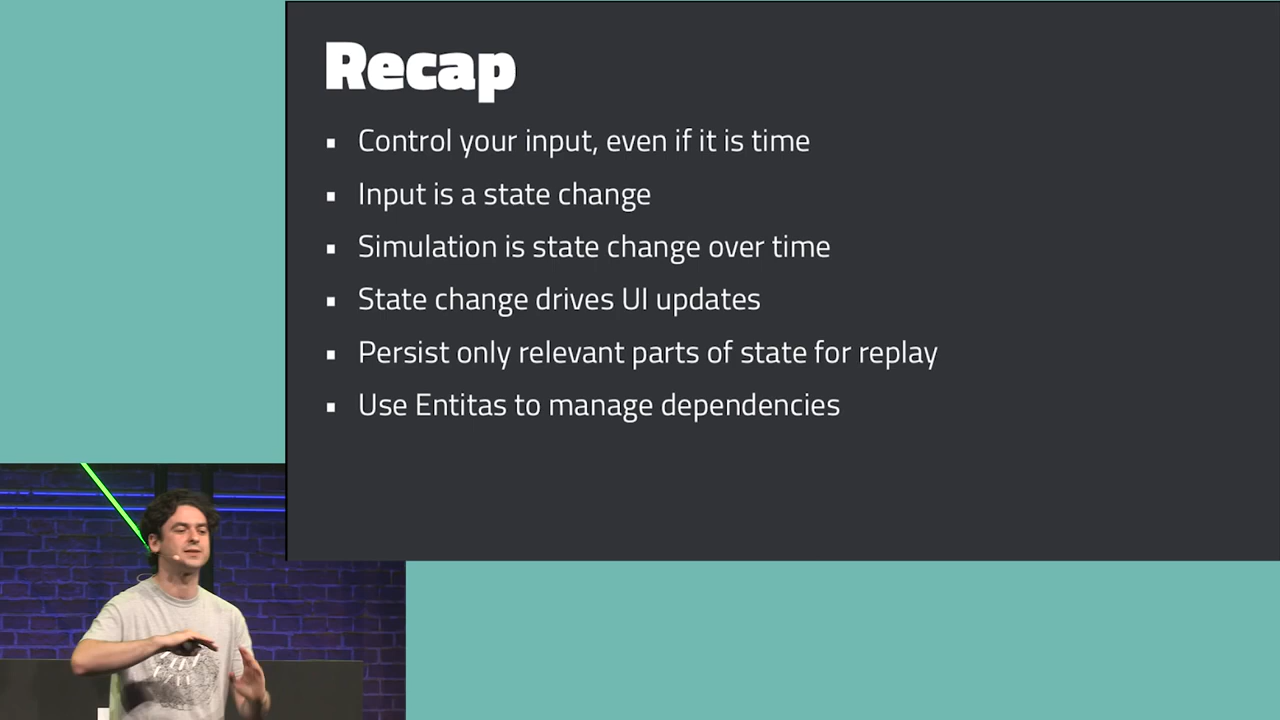 Recap
▪ Control your input, even if it is time
▪ Input is a state change
▪ Simulation is state change over time
▪ State change drives UI updates
▪ Persist only relevant parts of state for replay
▪ Use Entitas to manage dependencies